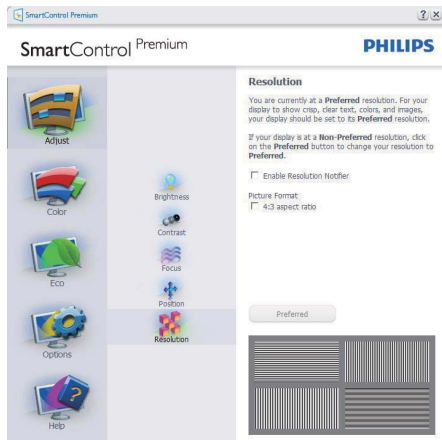 SmartControl Premium
SmartControl Premium
PHILIPS
Adjust
Color
Eco
Options
Help
Brightness
Contrast
Focus
Position
Resolution
Resolution
You are currently at a Preferred resolution. For your
display to show crisp, clear text, colors, and images,
your display should be set to its Preferred resolution.
If your display is at a Non-Preferred resolution, click
on the Preferred button to change your resolution to
Preferred.
Enable Resolution Notifier
Picture Format
4:3 aspect ratio
Preferred